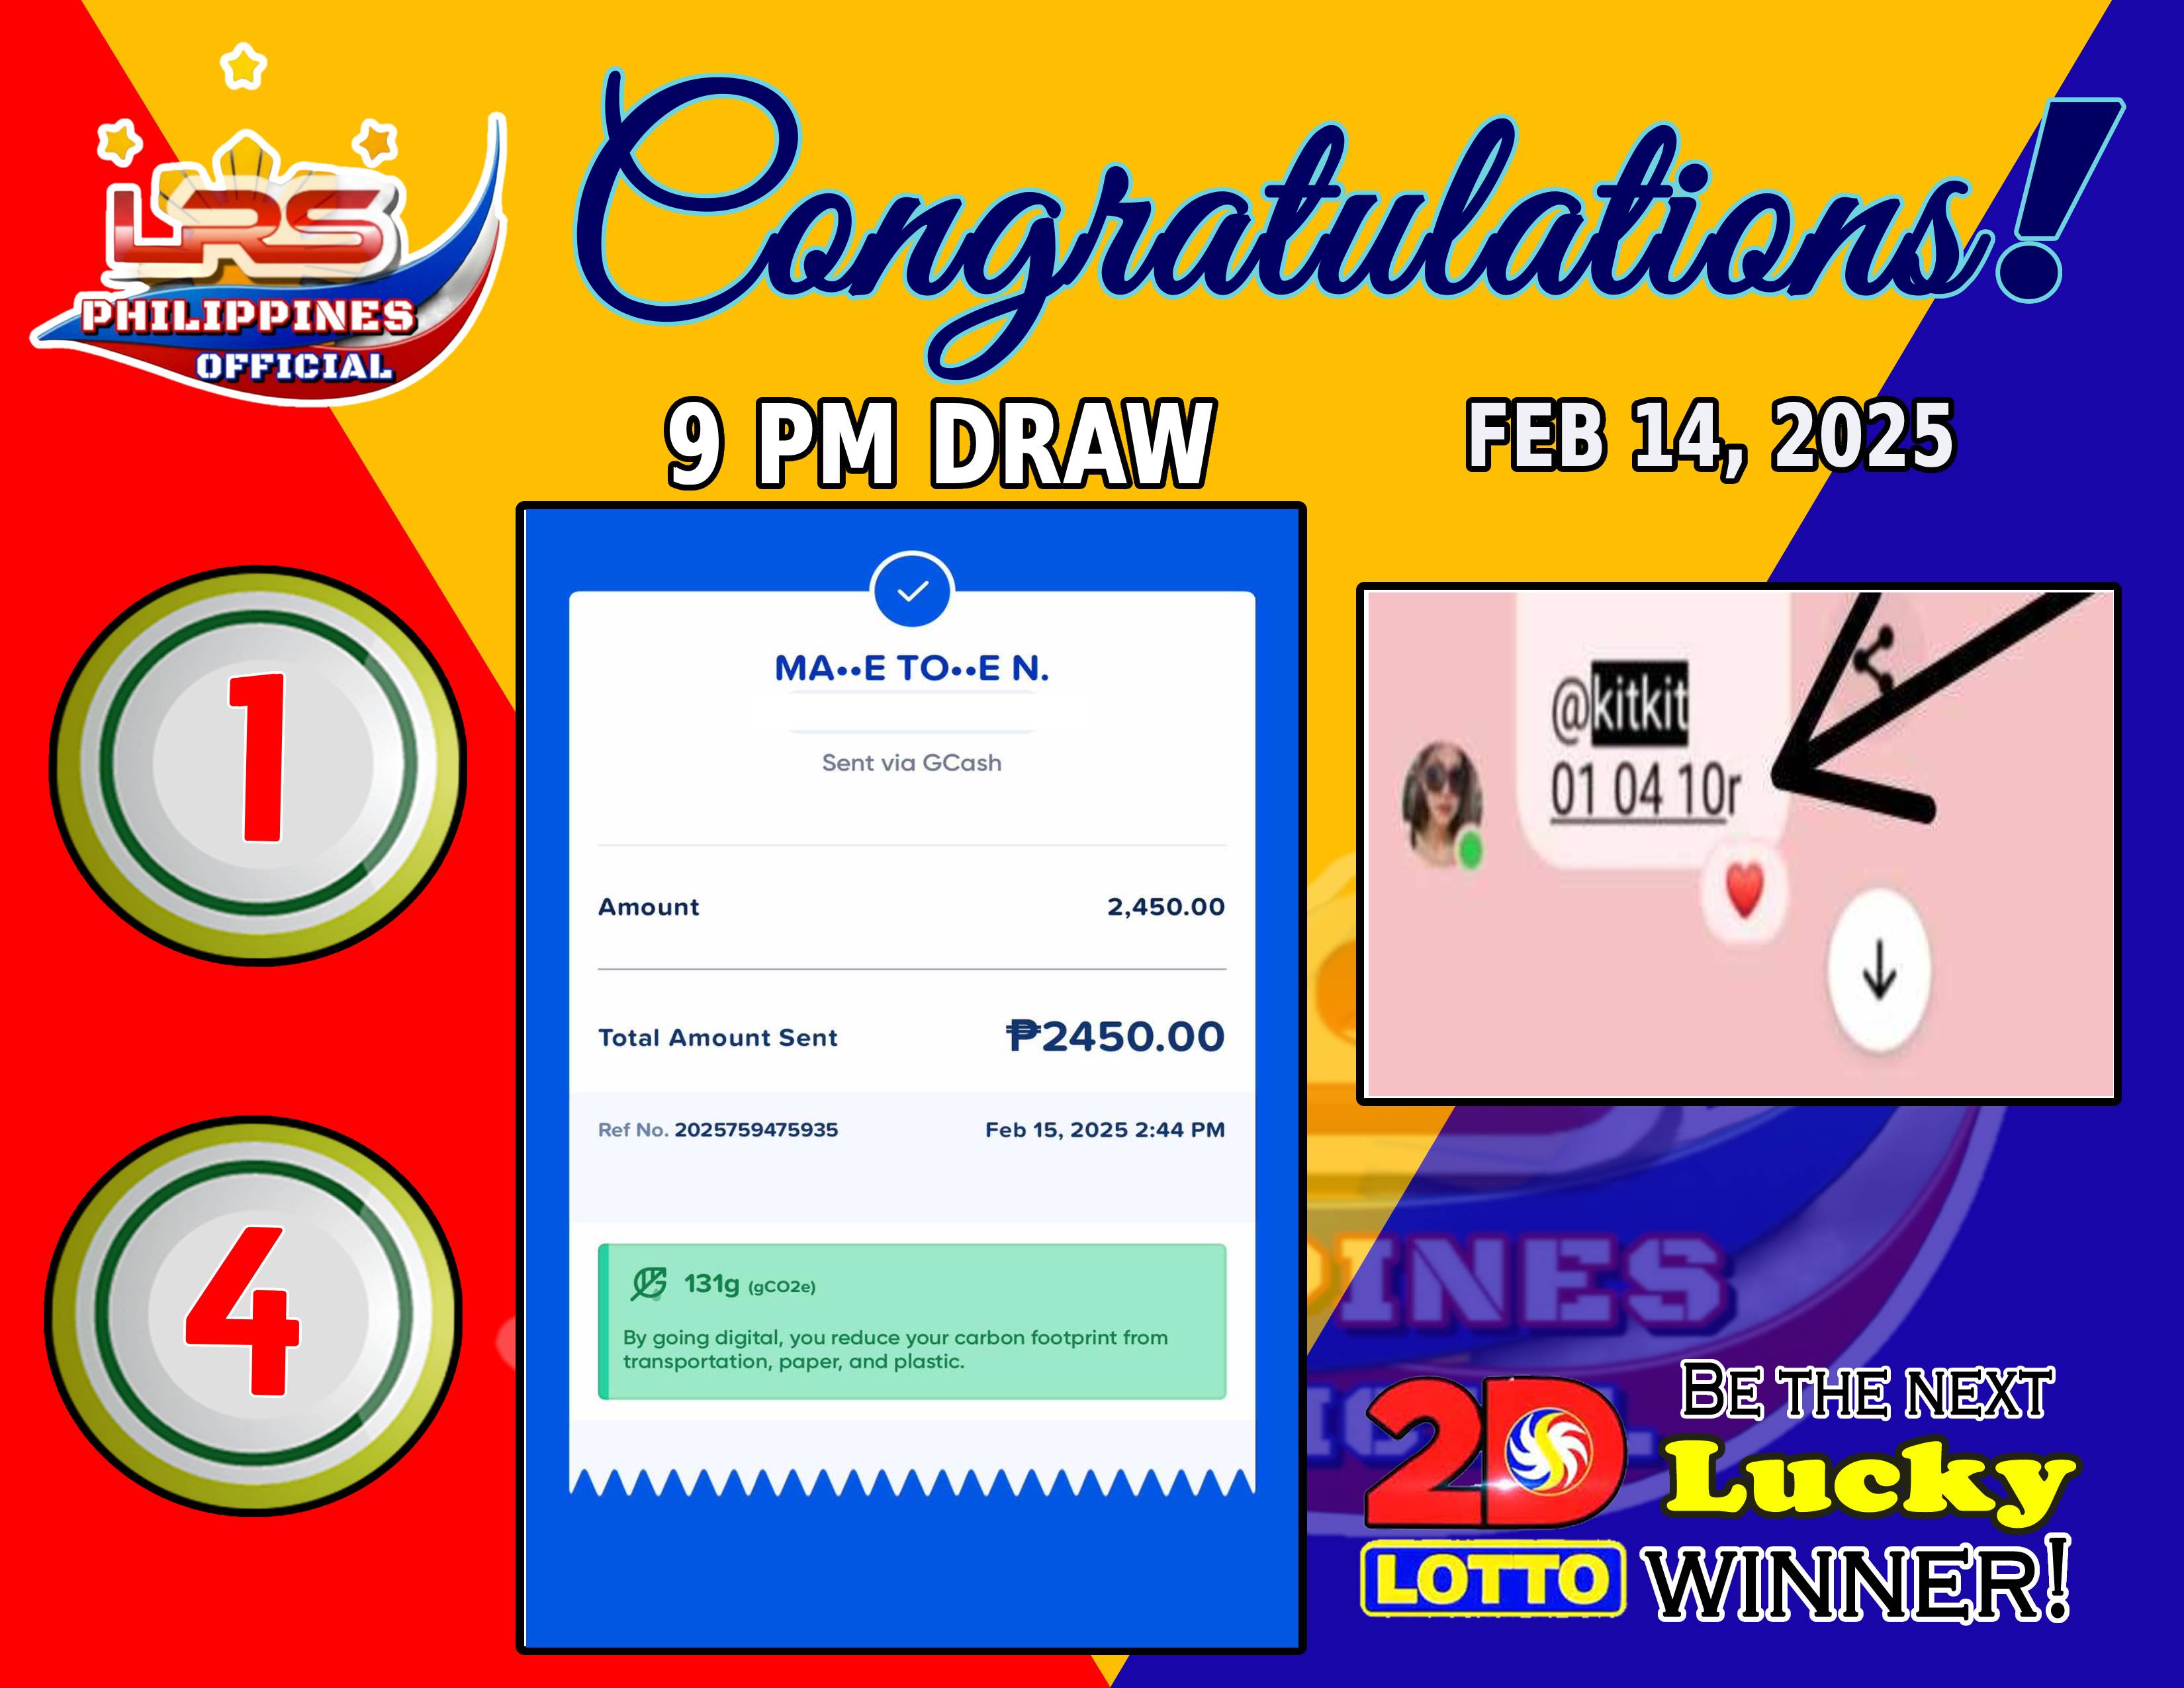 LRS
PHILIPPINES
OFFICIAL
Congratulations!
9 PM DRAW
FEB 14, 2025
1
4
MA••E TO••E N.
Sent via GCash
Amount 2,450.00
Total Amount Sent ₱2450.00
Ref No. 2025759475935 Feb 15, 2025 2:44 PM
131g (gCO2e)
By going digital, you reduce your carbon footprint from
transportation, paper, and plastic.
@kitkit
01 04 10r
PINES
2D
LOTTO
BE THE NEXT
Lucky
WINNER!